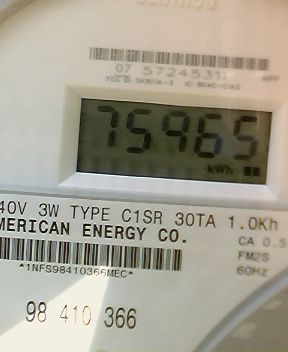 07 57245311
75965
kWh
40V 3W TYPE C1SR 30TA 1.0Kh
MERICAN ENERGY CO.
CA 0.5
FM2S
60Hz
*1NFS98410366MEC*
98 410 366